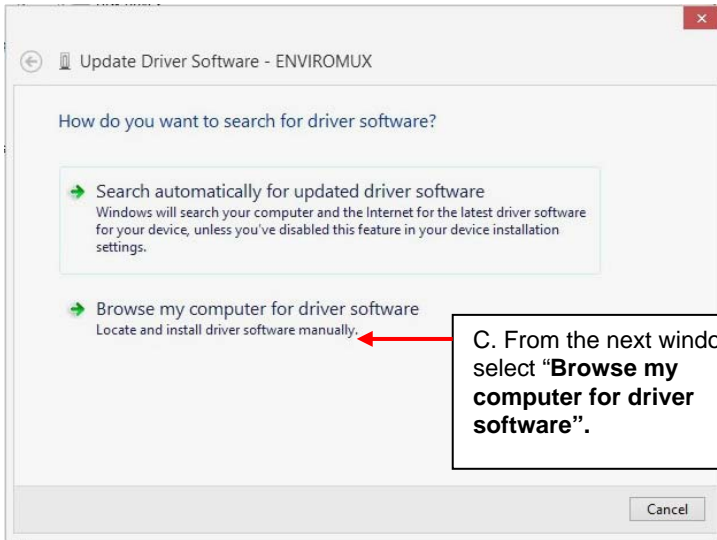 Update Driver Software - ENVIROMUX
How do you want to search for driver software?
Search automatically for updated driver software
Windows will search your computer and the Internet for the latest driver software
for your device, unless you've disabled this feature in your device installation
settings.
Browse my computer for driver software
Locate and install driver software manually.
C. From the next windo
select “Browse my
computer for driver
software”.
Cancel